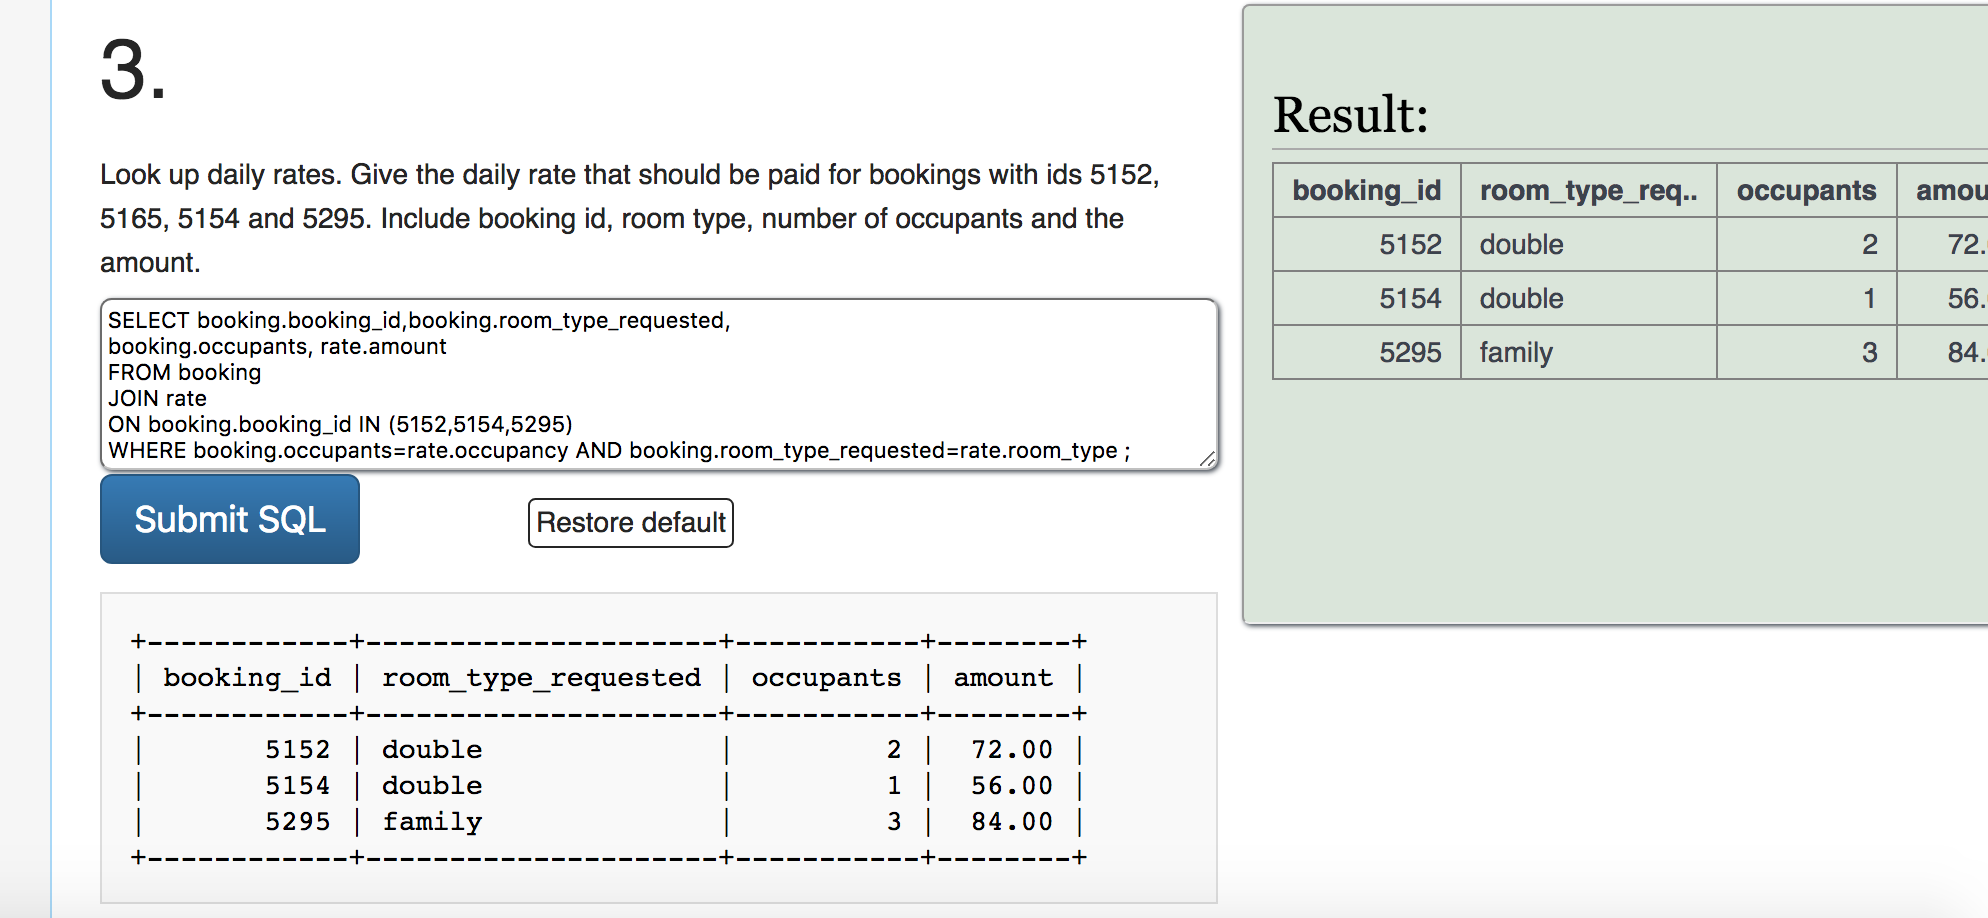 3.
Look up daily rates. Give the daily rate that should be paid for bookings with ids 5152,
5165, 5154 and 5295. Include booking id, room type, number of occupants and the
amount.
SELECT booking.booking_id,booking.room_type_requested,
booking.occupants, rate.amount
FROM booking
JOIN rate
ON booking.booking_id IN (5152,5154,5295)
WHERE booking.occupants=rate.occupancy AND booking.room_type_requested=rate.room_type ;
Submit SQL
Restore default
+------------+---------------------+-----------+--------+
| booking_id | room_type_requested | occupants | amount |
+------------+---------------------+-----------+--------+
|       5152 | double              |         2 |  72.00 |
|       5154 | double              |         1 |  56.00 |
|       5295 | family              |         3 |  84.00 |
+------------+---------------------+-----------+--------+
Result:
booking_id room_type_req.. occupants amou
5152 double 2 72.
5154 double 1 56.
5295 family 3 84.